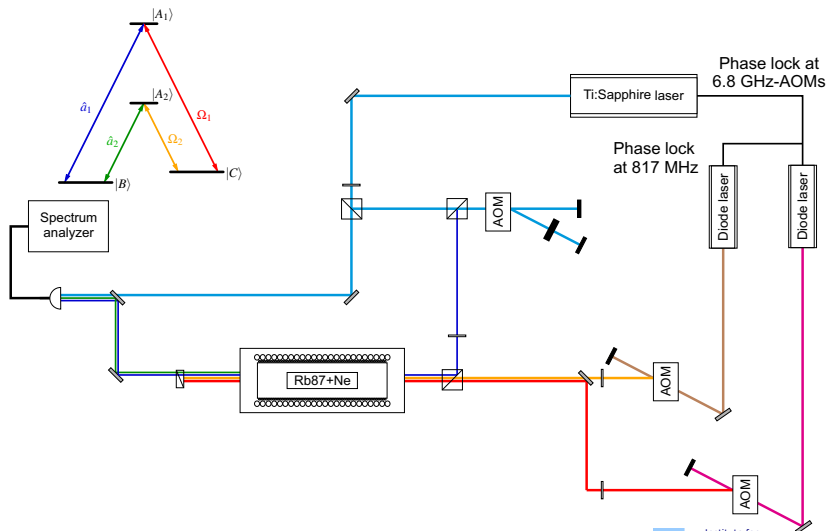 |A₁⟩
â₁
Ω₁
|A₂⟩
â₂
Ω₂
|B⟩
|C⟩
Spectrum
analyzer
Ti:Sapphire laser
Phase lock at
6.8 GHz-AOMs
Phase lock
at 817 MHz
Diode laser
Diode laser
AOM
Rb87+Ne
AOM
AOM